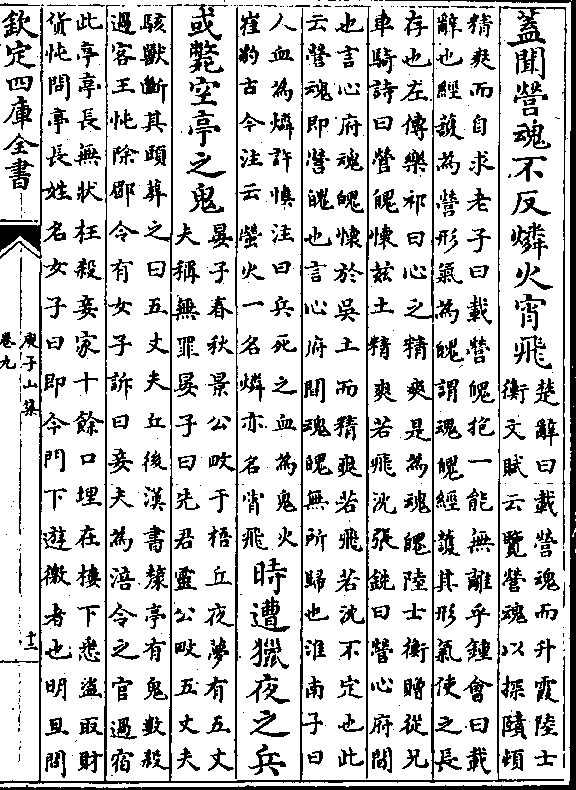 蓋聞營魂不反燐火宵飛
楚辭曰載營魂而升霞陸士
衡文賦云覽營魂以探賾頓
精爽而自求老子曰載營魄抱一能無離乎鍾會曰載
辭也經護為營形氣為魄謂魂魄經護其形氣使之長
存也左傳樂祁曰心之精爽是為魂魄陸士衡贈從兄
車騎詩曰營魄懷兹土精爽若飛沈張銑曰營心府間
也言心府魂魄懷於吳土而精爽若飛若沈不定也此
云營魂即營魄也言心府間魂魄無所歸也淮南子曰
人血為燐許慎注曰兵死之血為鬼火
崔豹古今注云螢火一名燐亦名宵飛
時遭獵夜之兵
或斃空亭之鬼
晏子春秋景公畋于梧丘夜夢有五丈
夫稱無罪晏子曰先君靈公畋五丈夫
駭獸斷其頭葬之曰五丈夫丘後漢書斄亭有鬼數殺
過客王忳除郿令有女子訴曰妾夫為涪令之官過宿
此亭亭長無狀枉殺妾家十餘口埋在樓下悉盜取財
貨忳問亭長姓名女子曰即今門下遊徼者也明旦問
欽定四庫全書
庾子山集
卷九
十二